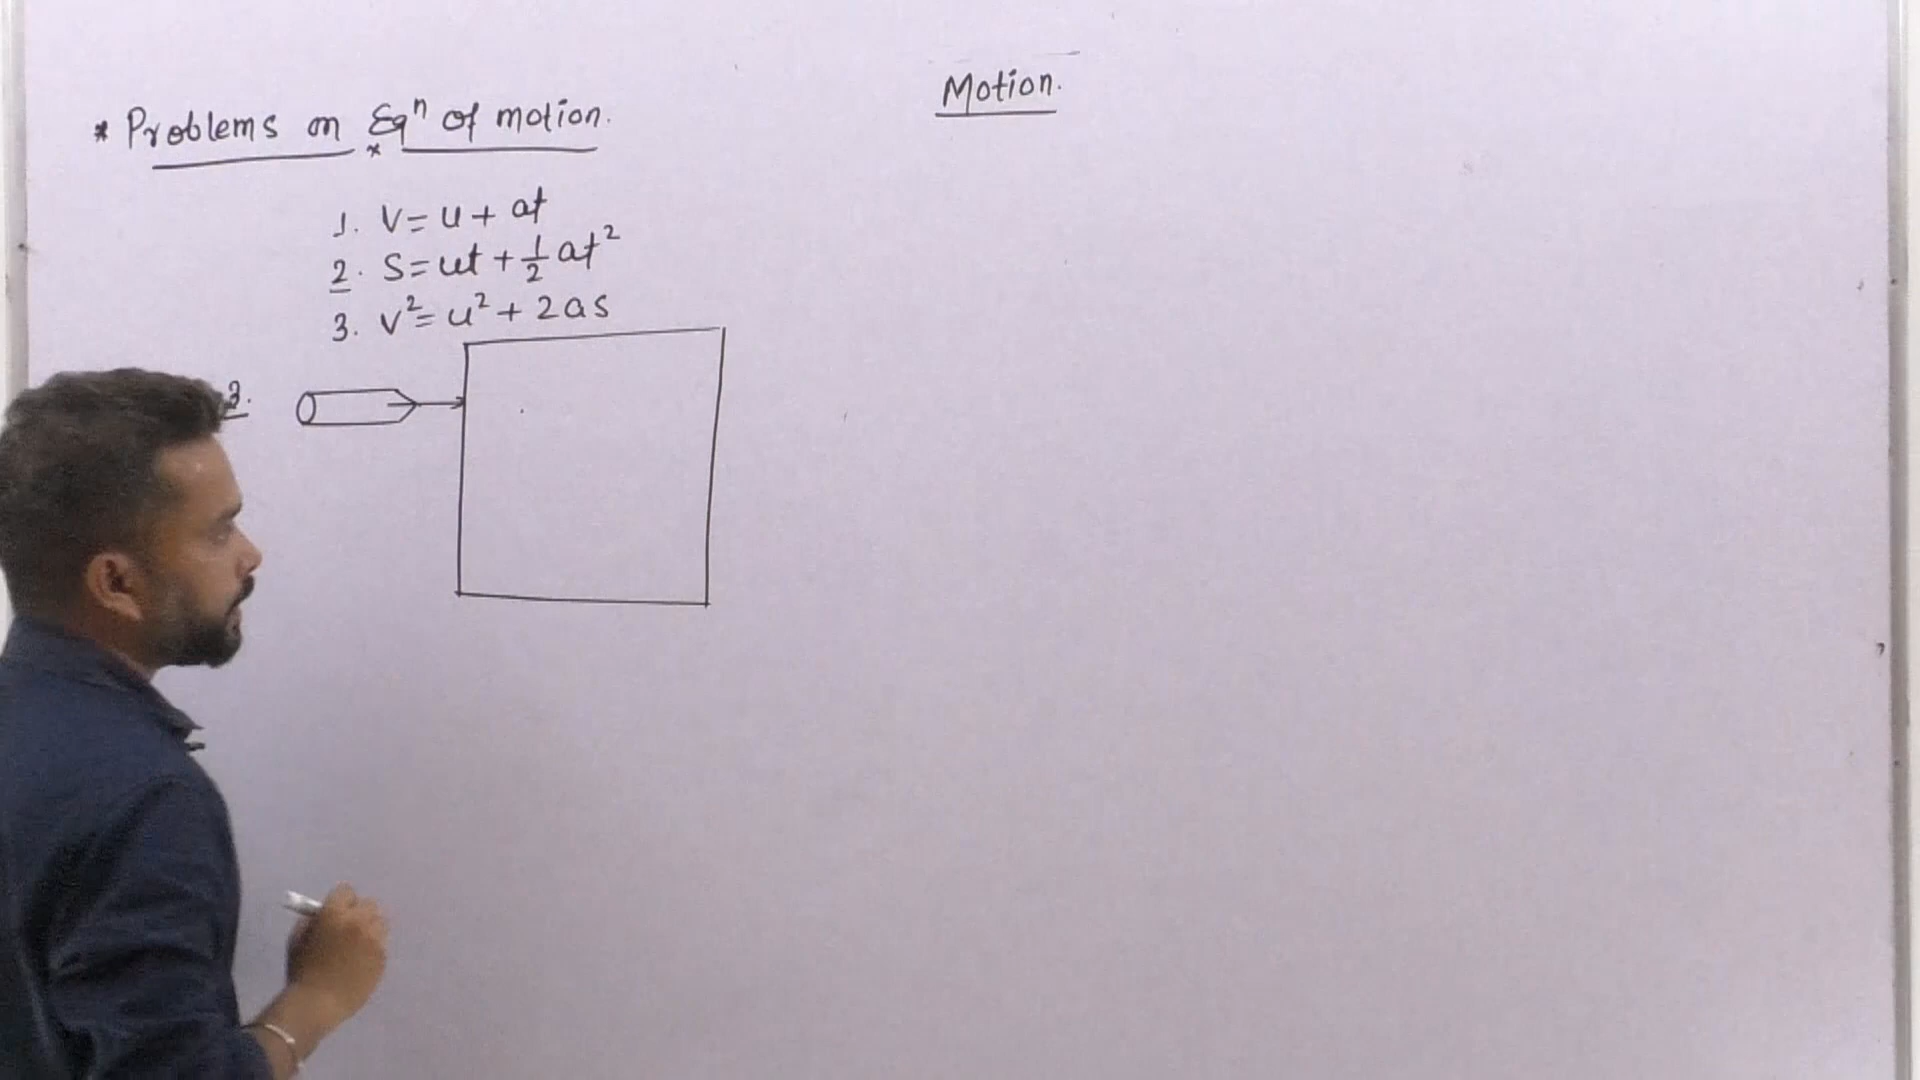 Motion.
* Problems on Eqⁿ of motion.
1. V = u + at
2. S = ut + ½ at²
3. v² = u² + 2as
3.